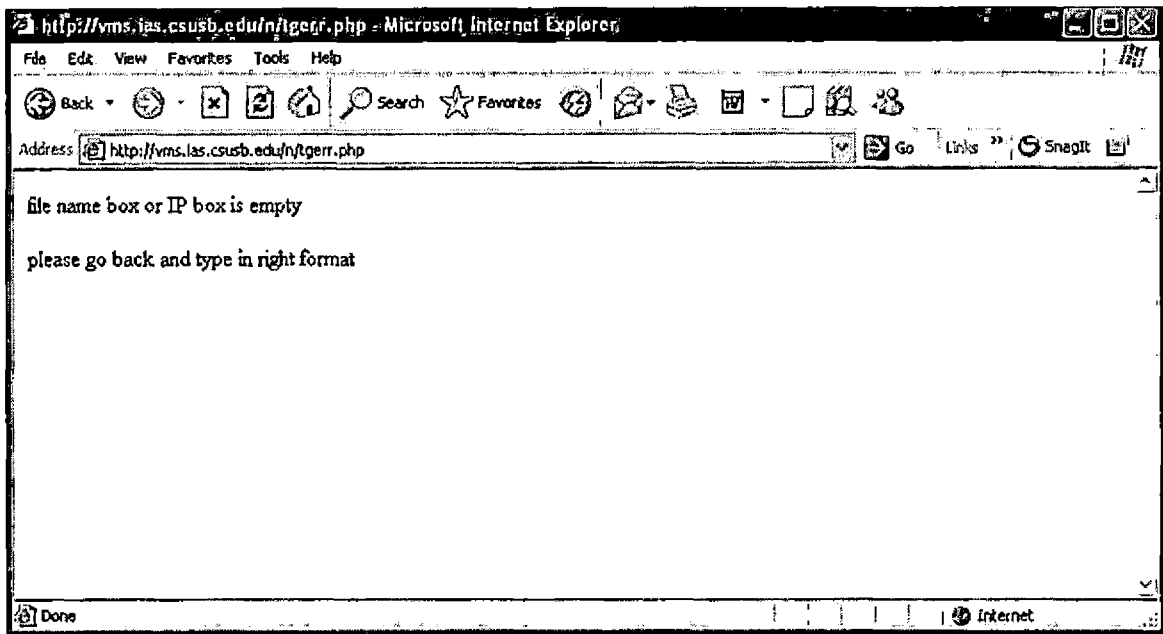 http://vms.ias.csusb.edu/n/tgerr.php - Microsoft Internet Explorer
File Edit View Favorites Tools Help
Back Search Favorites
Address http://vms.ias.csusb.edu/n/tgerr.php Go Links » SnagIt
file name box or IP box is empty
please go back and type in right format
Done Internet